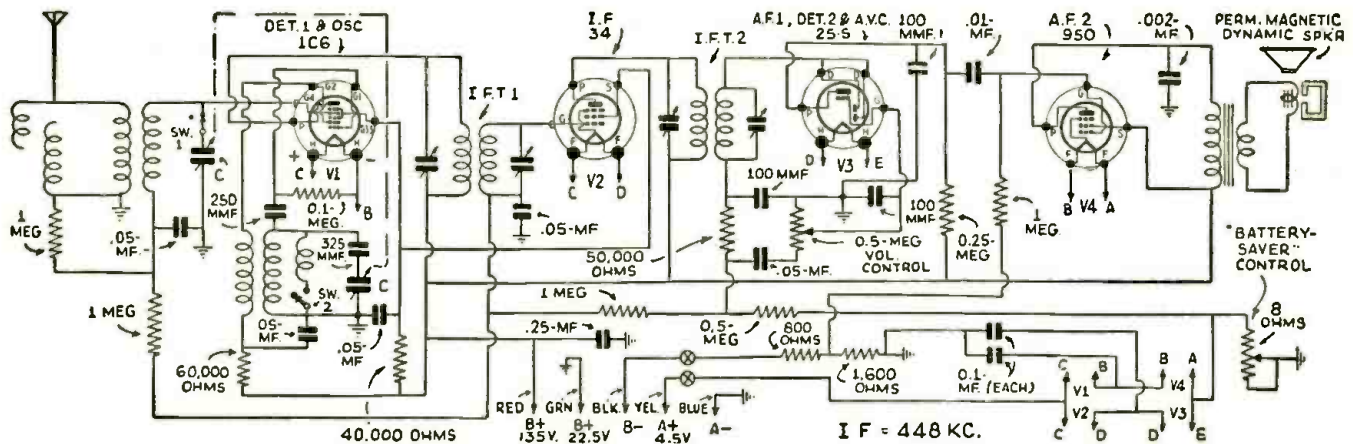 DET. 1 & OSC
1C6
I.F.
34
I.F.T.2
A.F.1, DET.2 & A.V.C.
25-S
100
MMF.
.01-
MF.
A.F.2
950
.002-
MF.
PERM. MAGNETIC
DYNAMIC SPKR
I.F.T.1
G2
G4
G1
P
G3.5
H
H
+
-
C
V1
B
SW.
1
C
P
S
G
F
F
C
V2
D
D
D
P
G
H
H
D
V3
E
G
P
S
F
F
B
V4
A
1
MEG
.05-
MF.
250
MMF.
0.1-
MEG.
325
MMF.
C
SW.
2
.05-
MF.
.05-
MF
.05-MF
100 MMF
100
MMF
50,000
OHMS
0.5-MEG
VOL.
CONTROL
.05-MF.
0.25-
MEG
1
MEG.
"BATTERY-
SAVER"
CONTROL
8
OHMS
1 MEG
60,000
OHMS
40,000 OHMS
1 MEG
.25-MF
0.5-
MEG
800
OHMS
1,600
OHMS
0.1-
MF. (EACH)
RED
GRN
BLK
YEL
BLUE
B+
135V.
B+
22.5V
B-
A+
4.5V
A-
I F = 448 KC.
C
B
V1
V2
C
D
B
A
V4
V3
D
E